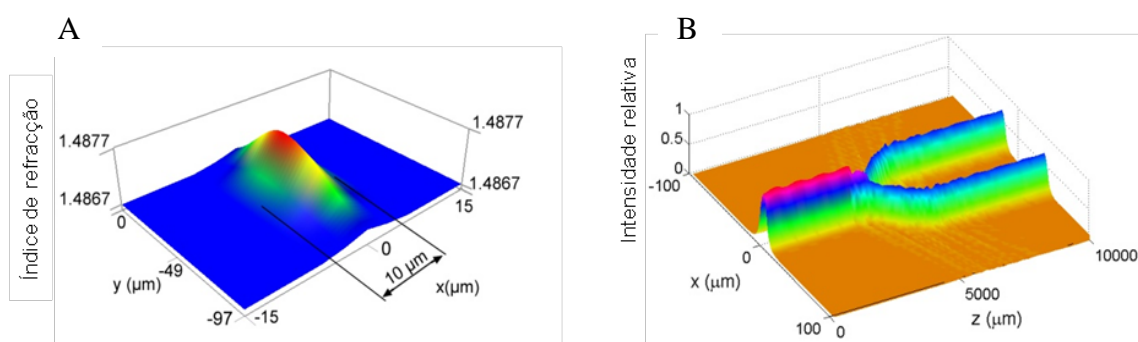 A
Índice de refracção
1.4877
1.4867
0
-49
-97
y (µm)
-15
0
15
x(µm)
10 µm
1.4877
1.4867
B
Intensidade relativa
1
0.5
0
-100
0
100
x (µm)
0
5000
10000
z (µm)